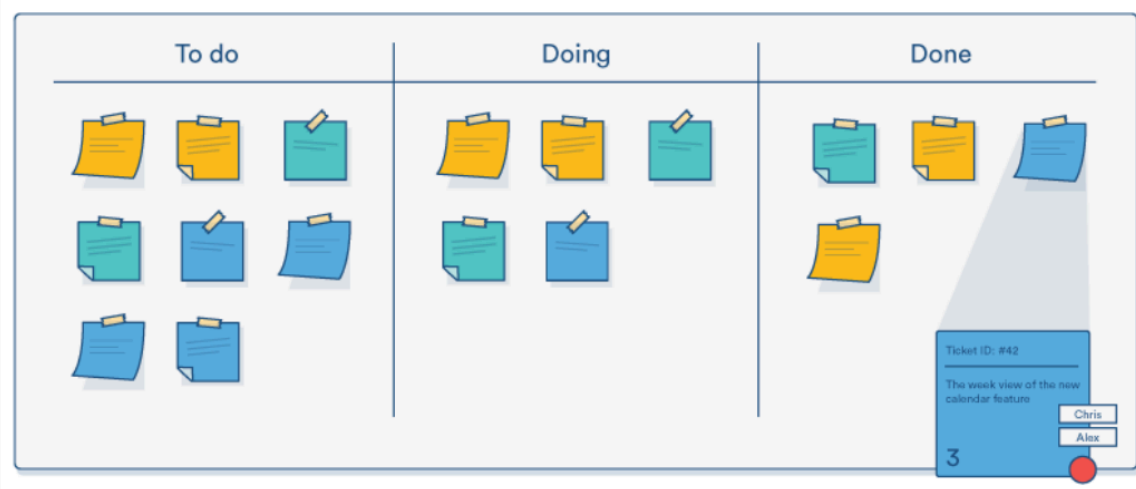 To do
Doing
Done
Ticket ID: #42
The week view of the new
calendar feature
Chris
Alex
3